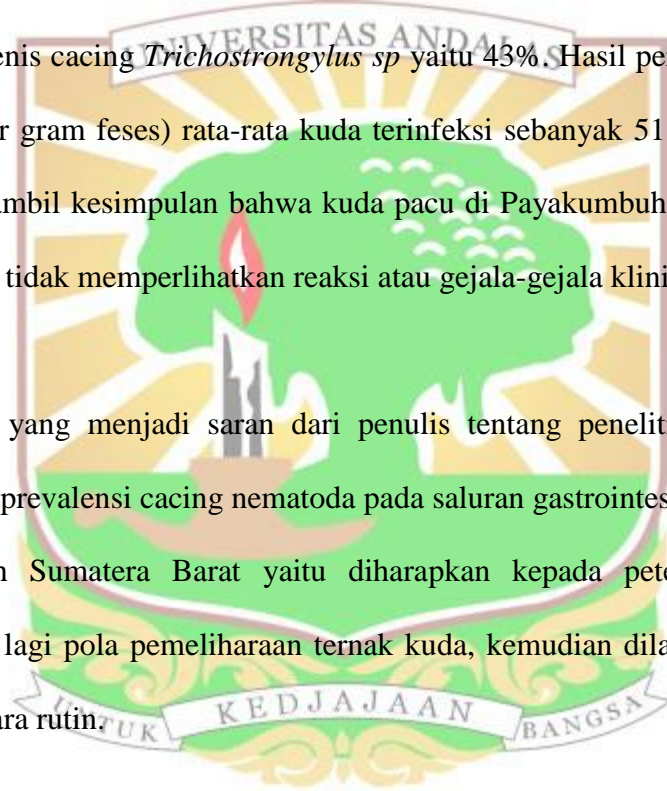 UNIVERSITAS ANDALAS
enis cacing Trichostrongylus sp yaitu 43%. Hasil pe
r gram feses) rata-rata kuda terinfeksi sebanyak 51
ambil kesimpulan bahwa kuda pacu di Payakumbuh
tidak memperlihatkan reaksi atau gejala-gejala klini
yang menjadi saran dari penulis tentang penelit
prevalensi cacing nematoda pada saluran gastrointes
Sumatera Barat yaitu diharapkan kepada pete
lagi pola pemeliharaan ternak kuda, kemudian dila
ara rutin.
UNTUK KEDJAJAAN BANGSA